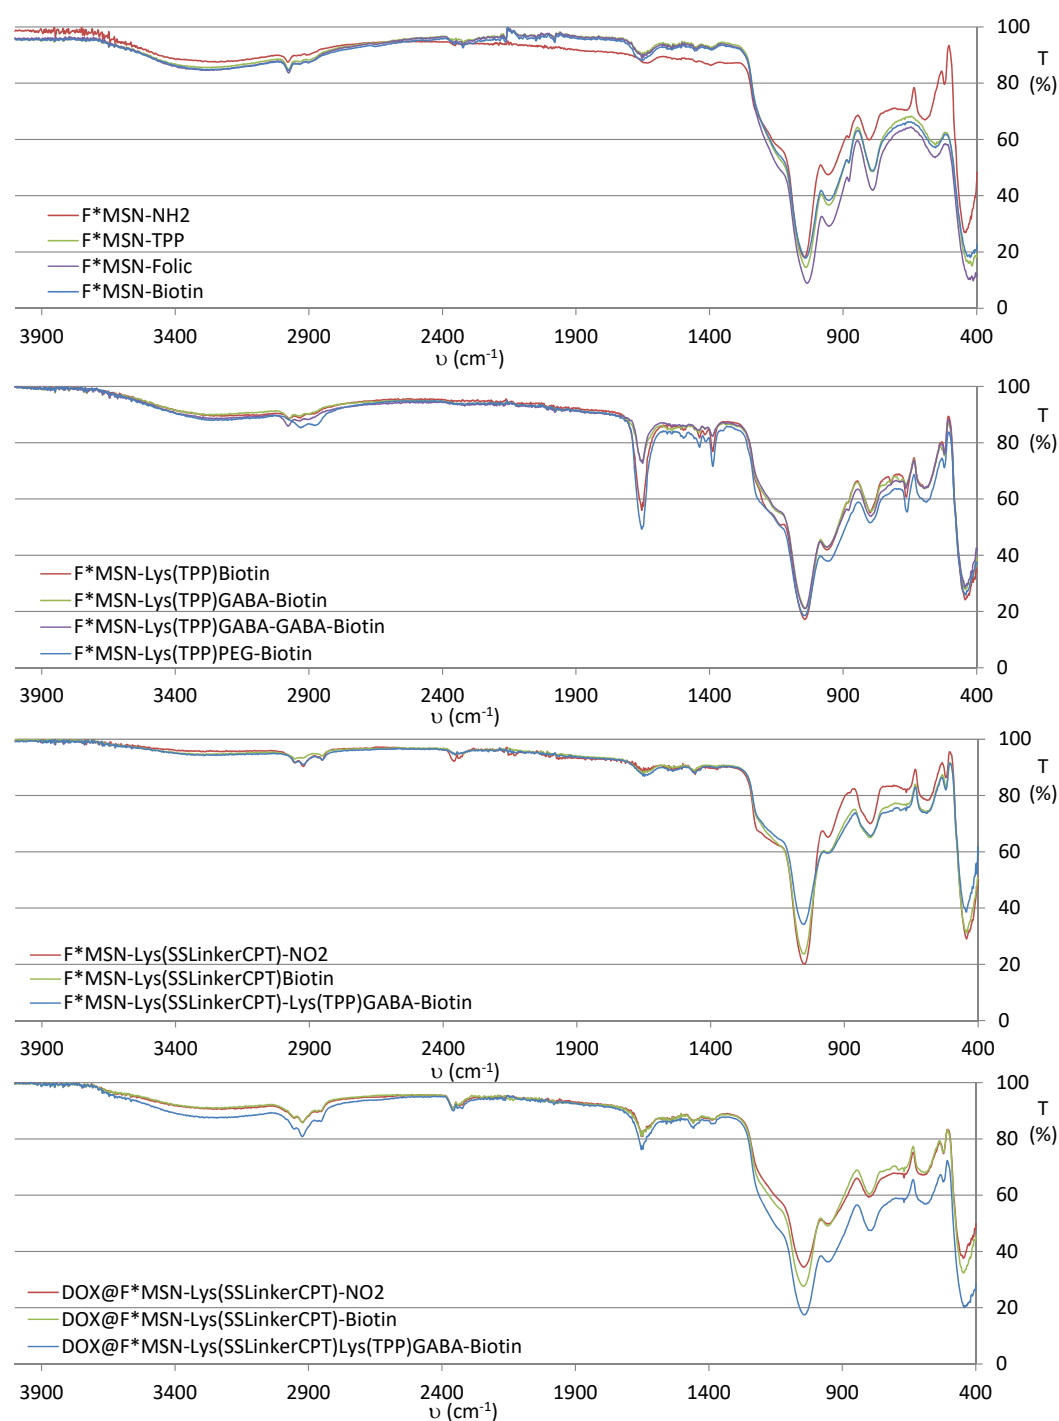 100
T
(%)
80
60
40
20
0
F*MSN-NH2
F*MSN-TPP
F*MSN-Folic
F*MSN-Biotin
3900 3400 2900 2400 1900 1400 900 400
υ (cm-1)
100
T
(%)
80
60
40
20
0
F*MSN-Lys(TPP)Biotin
F*MSN-Lys(TPP)GABA-Biotin
F*MSN-Lys(TPP)GABA-GABA-Biotin
F*MSN-Lys(TPP)PEG-Biotin
3900 3400 2900 2400 1900 1400 900 400
υ (cm-1)
100
T
(%)
80
60
40
20
0
F*MSN-Lys(SSLinkerCPT)-NO2
F*MSN-Lys(SSLinkerCPT)Biotin
F*MSN-Lys(SSLinkerCPT)-Lys(TPP)GABA-Biotin
3900 3400 2900 2400 1900 1400 900 400
υ (cm-1)
100
T
(%)
80
60
40
20
0
DOX@F*MSN-Lys(SSLinkerCPT)-NO2
DOX@F*MSN-Lys(SSLinkerCPT)-Biotin
DOX@F*MSN-Lys(SSLinkerCPT)Lys(TPP)GABA-Biotin
3900 3400 2900 2400 1900 1400 900 400
υ (cm-1)